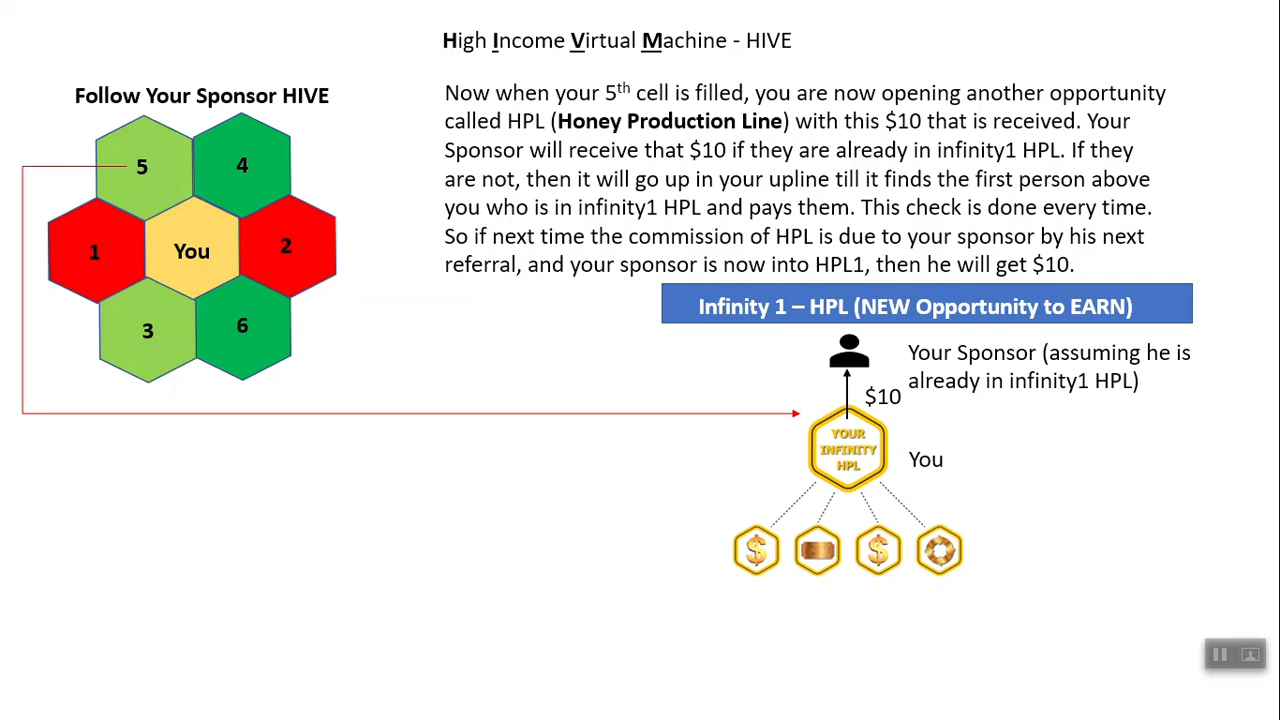 High Income Virtual Machine - HIVE
Follow Your Sponsor HIVE
5
4
1
You
2
3
6
Now when your 5th cell is filled, you are now opening another opportunity
called HPL (Honey Production Line) with this $10 that is received. Your
Sponsor will receive that $10 if they are already in infinity1 HPL. If they
are not, then it will go up in your upline till it finds the first person above
you who is in infinity1 HPL and pays them. This check is done every time.
So if next time the commission of HPL is due to your sponsor by his next
referral, and your sponsor is now into HPL1, then he will get $10.
Infinity 1 – HPL (NEW Opportunity to EARN)
Your Sponsor (assuming he is
already in infinity1 HPL)
$10
YOUR
INFINITY
HPL
You
$
$